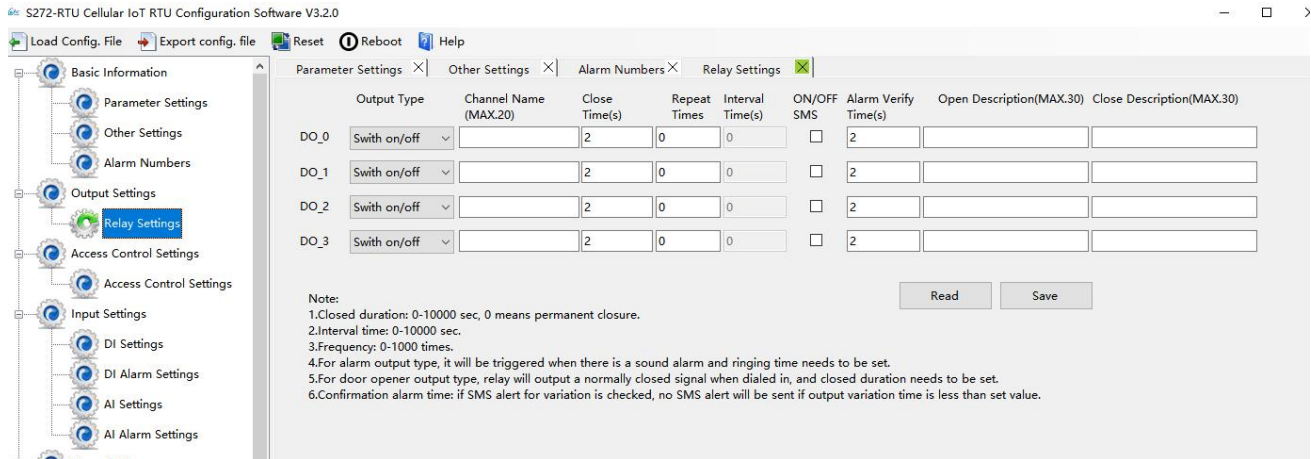 S272-RTU Cellular IoT RTU Configuration Software V3.2.0
Load Config. File Export config. file Reset Reboot Help
Basic Information
Parameter Settings
Other Settings
Alarm Numbers
Output Settings
Relay Settings
Access Control Settings
Access Control Settings
Input Settings
DI Settings
DI Alarm Settings
AI Settings
AI Alarm Settings
Parameter Settings Other Settings Alarm Numbers Relay Settings
Output Type Channel Name Close Repeat Interval ON/OFF Alarm Verify Open Description(MAX.30) Close Description(MAX.30)
(MAX.20) Time(s) Times Time(s) SMS Time(s)
DO_0 Swith on/off 2 0 0 2
DO_1 Swith on/off 2 0 0 2
DO_2 Swith on/off 2 0 0 2
DO_3 Swith on/off 2 0 0 2
Read Save
Note:
1.Closed duration: 0-10000 sec, 0 means permanent closure.
2.Interval time: 0-10000 sec.
3.Frequency: 0-1000 times.
4.For alarm output type, it will be triggered when there is a sound alarm and ringing time needs to be set.
5.For door opener output type, relay will output a normally closed signal when dialed in, and closed duration needs to be set.
6.Confirmation alarm time: if SMS alert for variation is checked, no SMS alert will be sent if output variation time is less than set value.